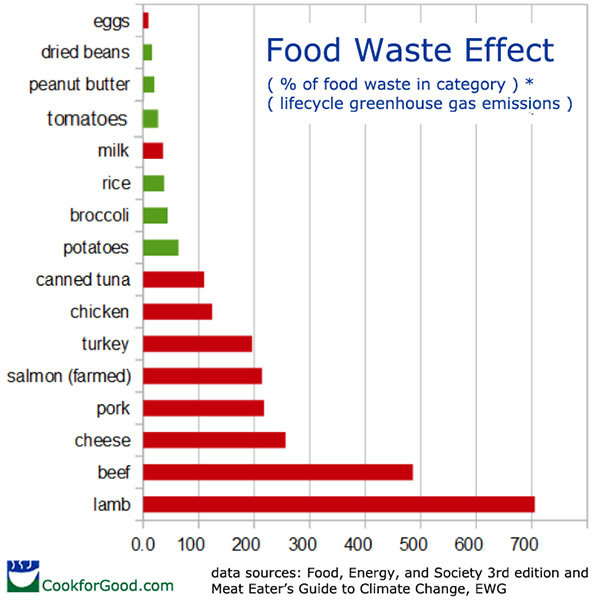 Food Waste Effect
( % of food waste in category ) *
( lifecycle greenhouse gas emissions )
eggs
dried beans
peanut butter
tomatoes
milk
rice
broccoli
potatoes
canned tuna
chicken
turkey
salmon (farmed)
pork
cheese
beef
lamb
0.0 100 200 300 400 500 600 700
CookforGood.com
data sources: Food, Energy, and Society 3rd edition and
Meat Eater's Guide to Climate Change, EWG